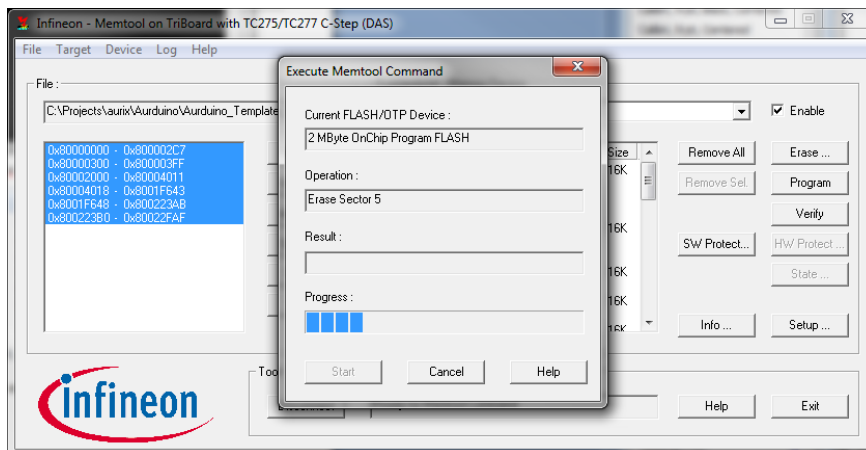 Infineon - Memtool on TriBoard with TC275/TC277 C-Step (DAS)
File Target Device Log Help
File :
C:\Projects\aurix\Aurduino\Aurduino_Template
Enable
0x80000000 - 0x800002C7
0x80000300 - 0x800003FF
0x80002000 - 0x80004011
0x80004018 - 0x8001F643
0x8001F648 - 0x800223AB
0x800223B0 - 0x80022FAF
Execute Memtool Command
Current FLASH/OTP Device :
2 MByte OnChip Program FLASH
Operation :
Erase Sector 5
Result :
Progress :
Start Cancel Help
Size
16K
16K
16K
16K
16K
Remove All Erase ...
Remove Sel. Program
Verify
SW Protect... HW Protect ...
State ...
Info ... Setup ...
infineon
Too
Help Exit